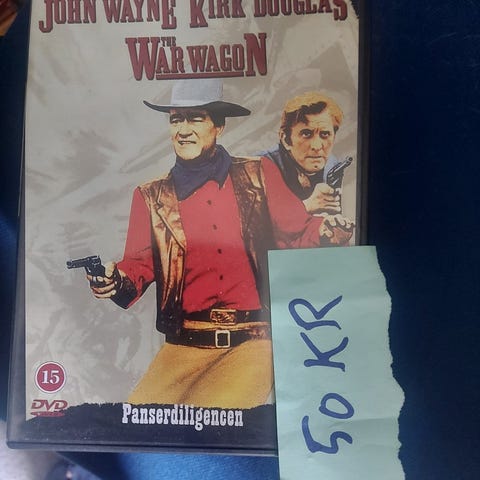 JOHN WAYNE KIRK DOUGLAS
THE
WAR WAGON
15
DVD
Panserdiligencen
50 KR